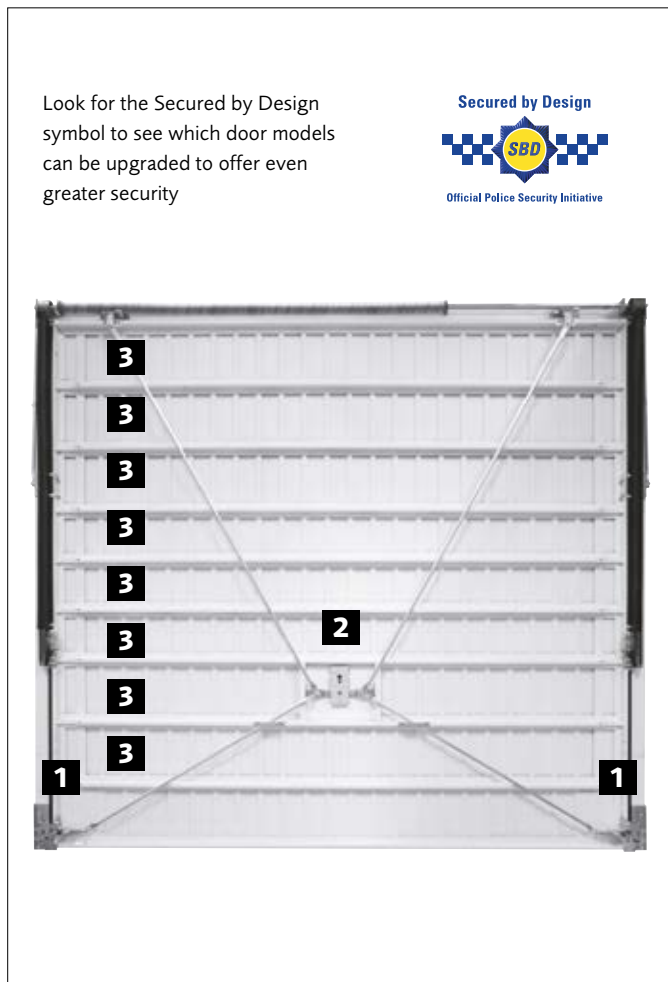 Look for the Secured by Design
symbol to see which door models
can be upgraded to offer even
greater security
Secured by Design
SBD
Official Police Security Initiative
3
3
3
3
3
3
3
3
2
1
1